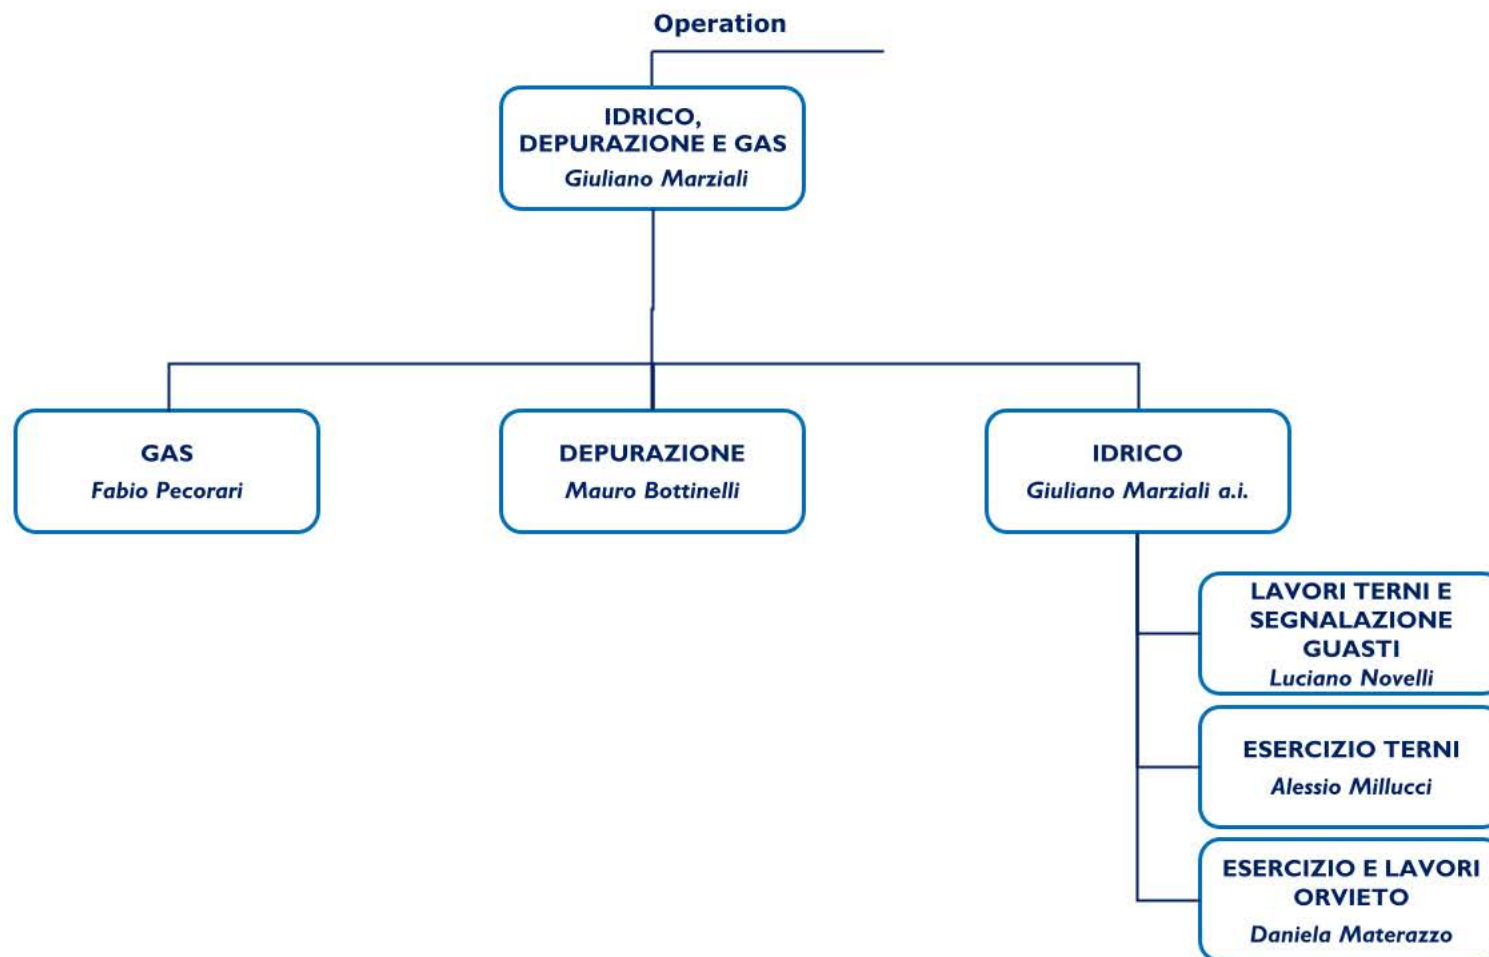 Operation
IDRICO,
DEPURAZIONE E GAS
Giuliano Marziali
GAS
Fabio Pecorari
DEPURAZIONE
Mauro Bottinelli
IDRICO
Giuliano Marziali a.i.
LAVORI TERNI E
SEGNALAZIONE
GUASTI
Luciano Novelli
ESERCIZIO TERNI
Alessio Millucci
ESERCIZIO E LAVORI
ORVIETO
Daniela Materazzo